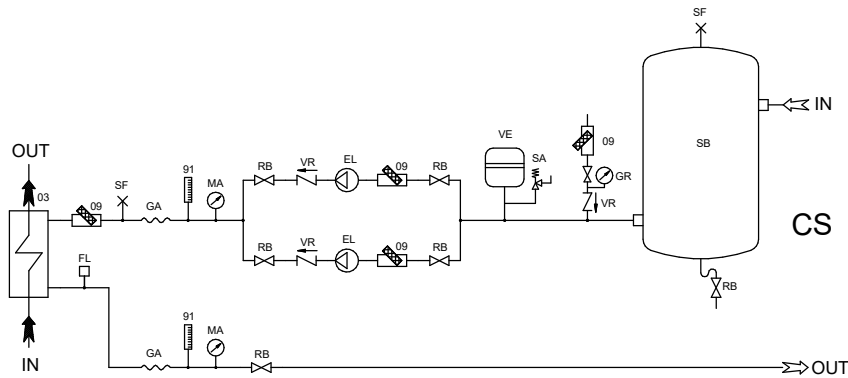 SF
IN
SB
CS
RB
VE
SA
09
GR
VR
RB
VR
EL
09
RB
RB
VR
EL
09
RB
OUT
03
09
SF
GA
91
MA
FL
IN
GA
91
MA
RB
OUT